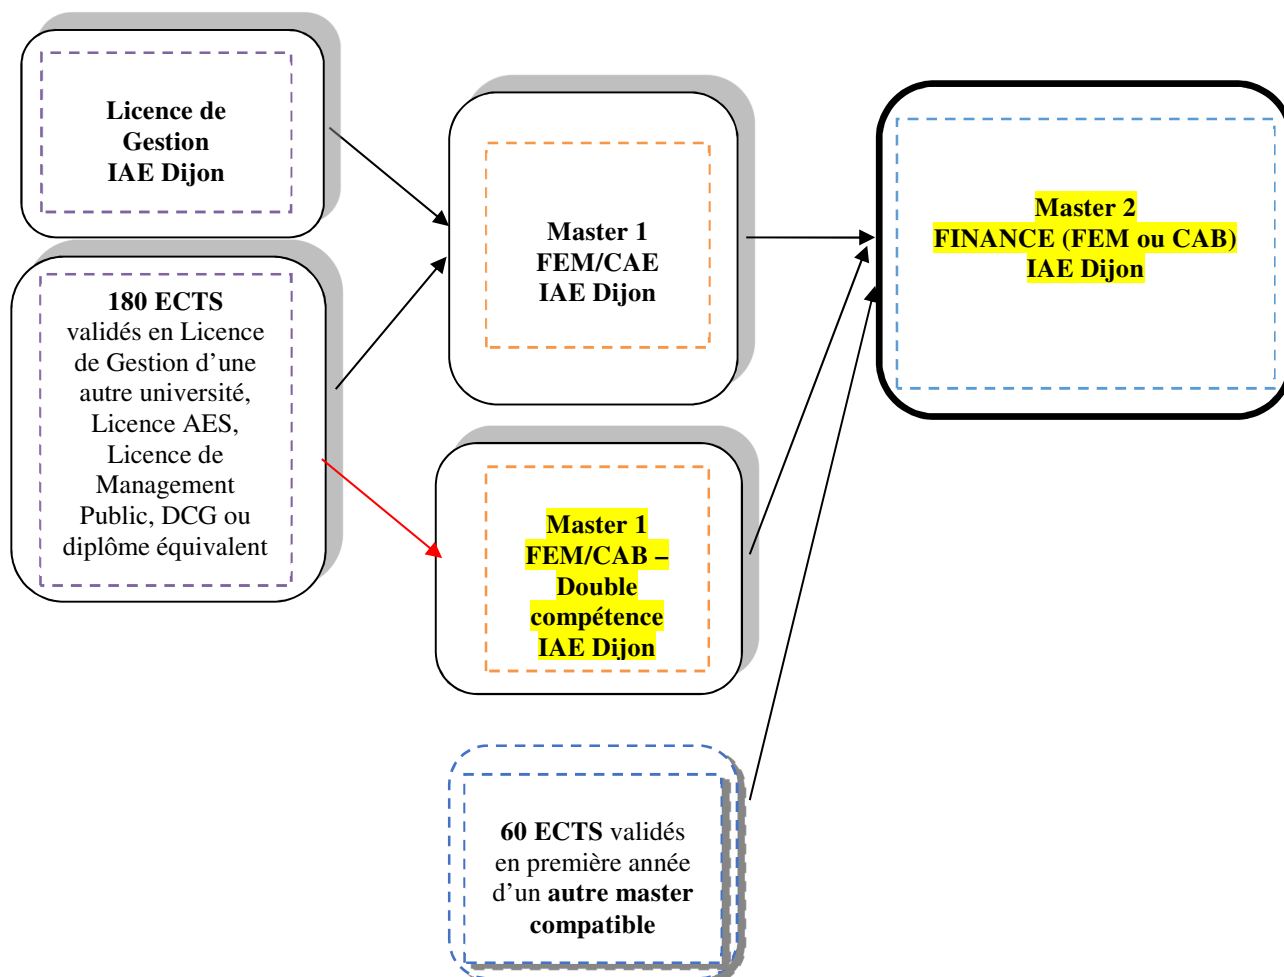 Licence de
Gestion
IAE Dijon
180 ECTS
validés en Licence
de Gestion d’une
autre université,
Licence AES,
Licence de
Management
Public, DCG ou
diplôme équivalent
Master 1
FEM/CAE
IAE Dijon
Master 1
FEM/CAB –
Double
compétence
IAE Dijon
60 ECTS validés
en première année
d’un autre master
compatible
Master 2
FINANCE (FEM ou CAB)
IAE Dijon